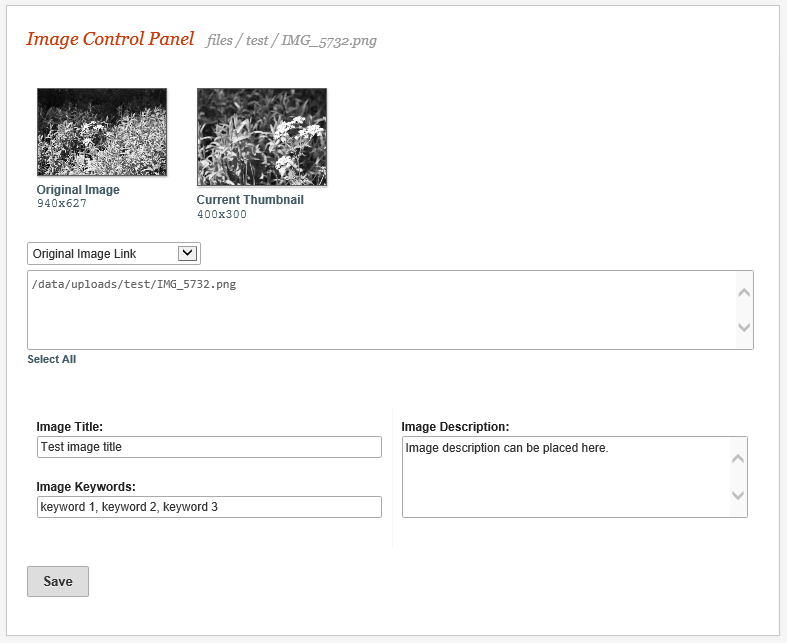 Image Control Panel files / test / IMG_5732.png
Original Image
940x627
Current Thumbnail
400x300
Original Image Link
/data/uploads/test/IMG_5732.png
Select All
Image Title:
Test image title
Image Keywords:
keyword 1, keyword 2, keyword 3
Image Description:
Image description can be placed here.
Save